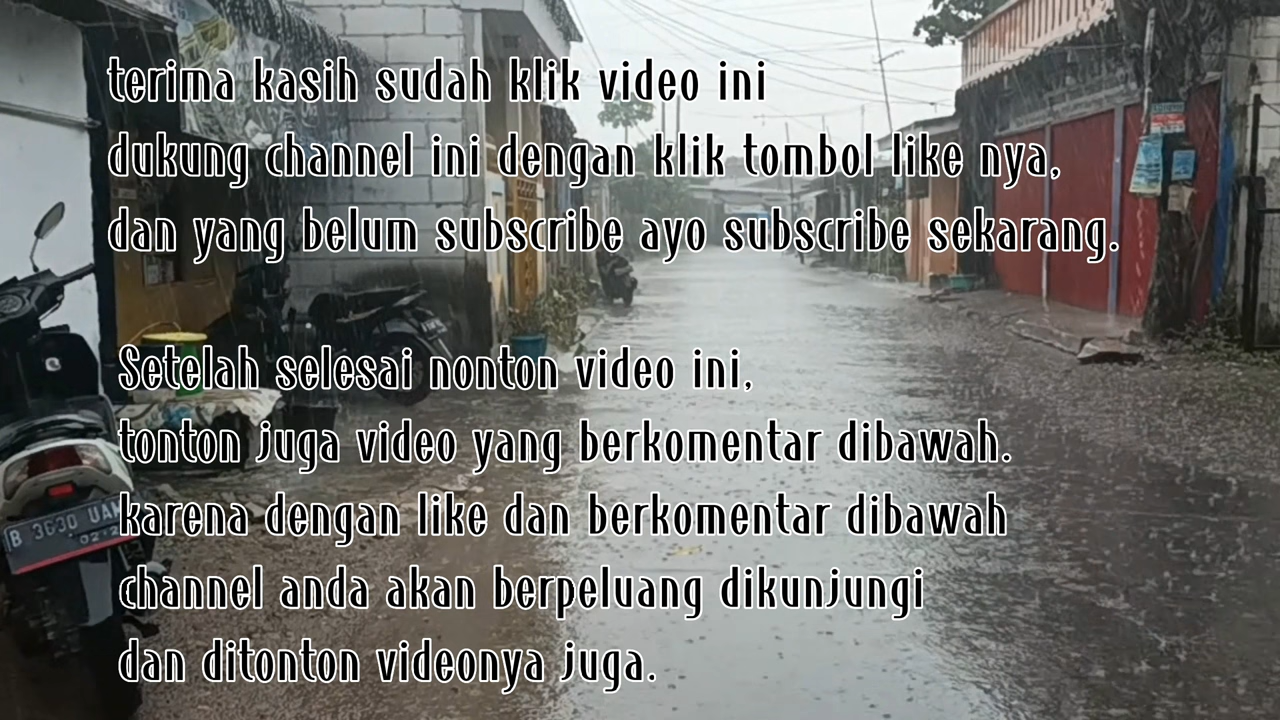 terima kasih sudah klik video ini
dukung channel ini dengan klik tombol like nya,
dan yang belum subscribe ayo subscribe sekarang.
Setelah selesai nonton video ini,
tonton juga video yang berkomentar dibawah.
karena dengan like dan berkomentar dibawah
channel anda akan berpeluang dikunjungi
dan ditonton videonya juga.
B 3630 UAK